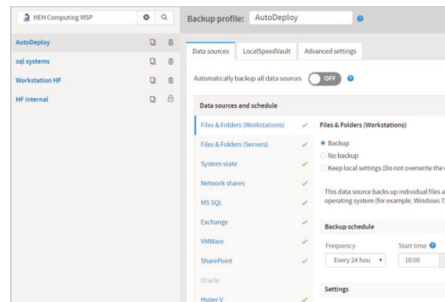 HEH Computing MSP
Backup profile: AutoDeploy
AutoDeploy
sql systems
Workstation HF
HF internal
Data sources
LocalSpeedVault
Advanced settings
Automatically backup all data sources OFF
Data sources and schedule
Files & Folders (Workstations)
Files & Folders (Servers)
System state
Network shares
MS SQL
Exchange
VMWare
SharePoint
Oracle
Hyper-V
Files & Folders (Workstations)
Backup
No backup
Keep local settings (Do not overwrite the
This data source backs up individual files a
operating system (for example, Windows 7
Backup schedule
Frequency
Start time
Every 24 hou
18:00
Settings